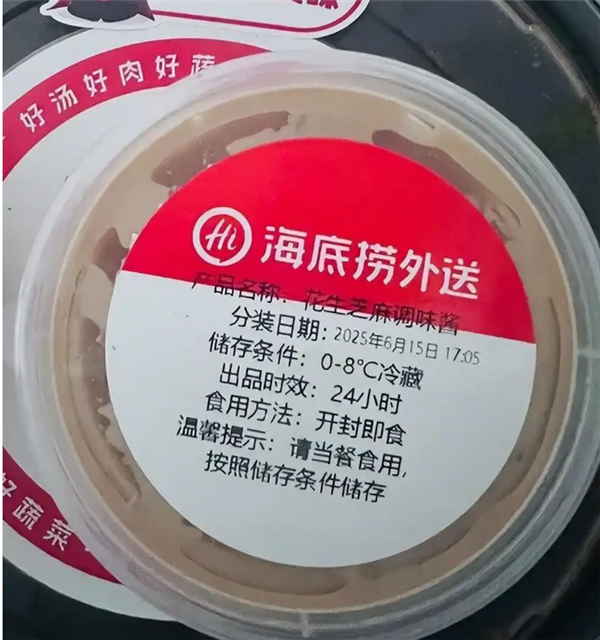 好汤好肉好蔬
Hi 海底捞外送
产品名称：花生芝麻调味酱
分装日期：2025年6月15日 17:05
储存条件：0-8℃冷藏
出品时效：24小时
食用方法：开封即食
温馨提示：请当餐食用,
按照储存条件储存
好蔬菜